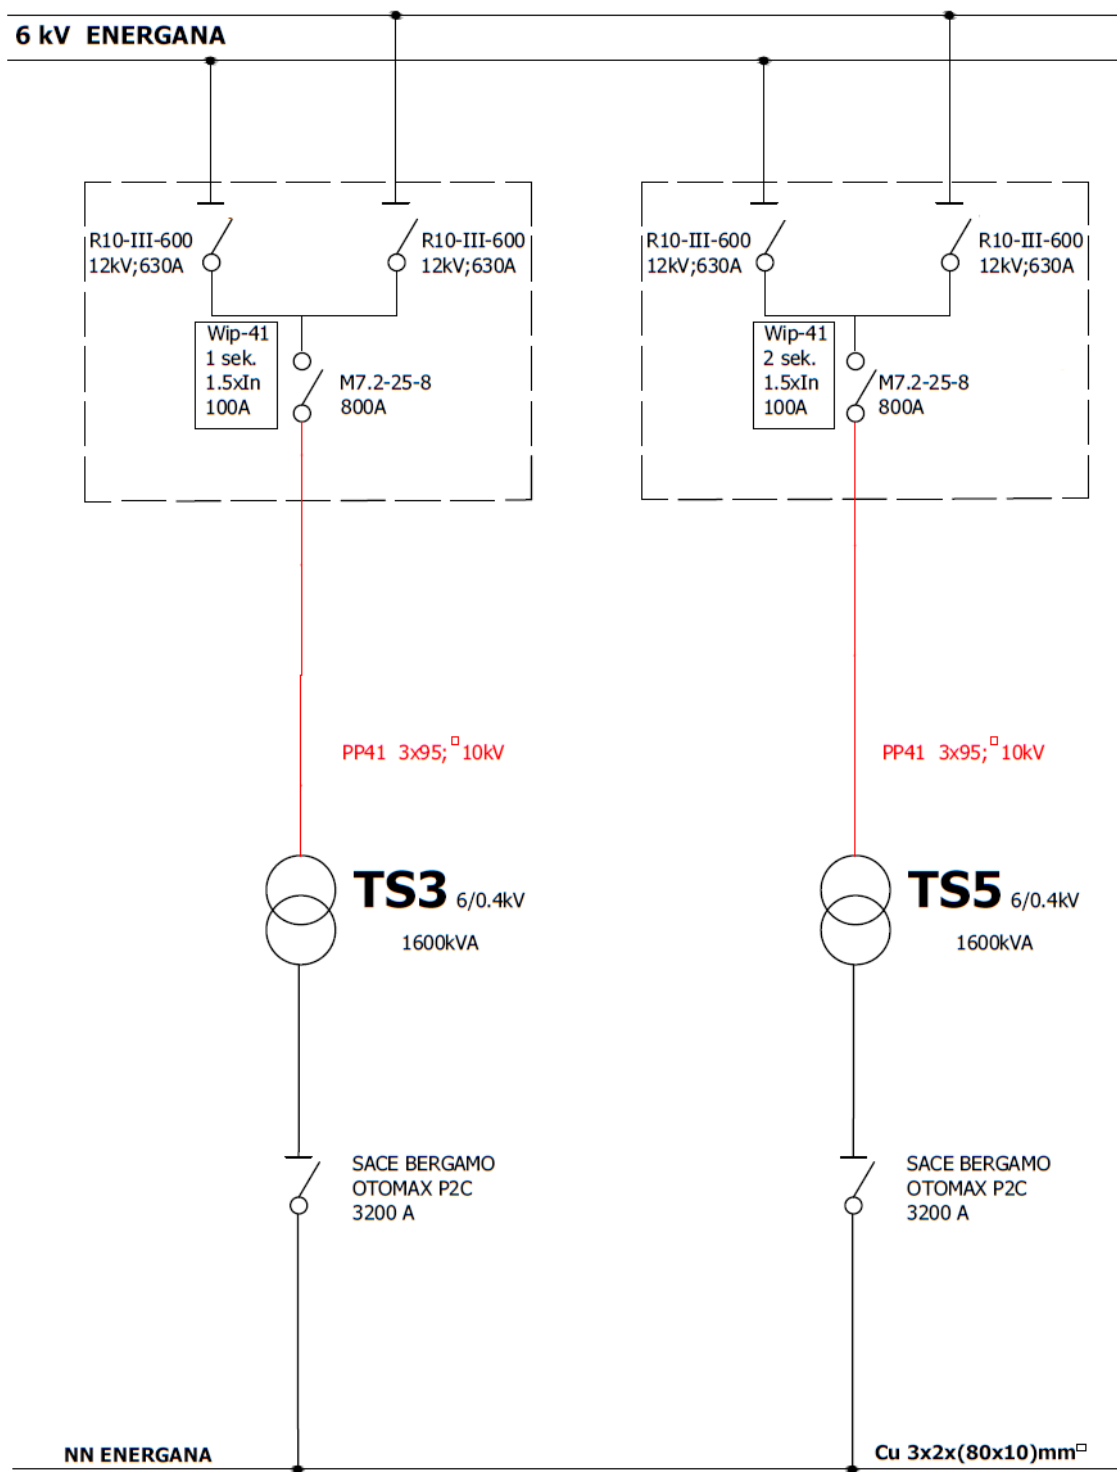 6 kV ENERGANA
R10-III-600
12kV;630A
R10-III-600
12kV;630A
Wip-41
1 sek.
1.5xIn
100A
M7.2-25-8
800A
R10-III-600
12kV;630A
R10-III-600
12kV;630A
Wip-41
2 sek.
1.5xIn
100A
M7.2-25-8
800A
PP41 3x95; □10kV
PP41 3x95; □10kV
TS3 6/0.4kV
1600kVA
TS5 6/0.4kV
1600kVA
SACE BERGAMO
OTOMAX P2C
3200 A
SACE BERGAMO
OTOMAX P2C
3200 A
NN ENERGANA
Cu 3x2x(80x10)mm□